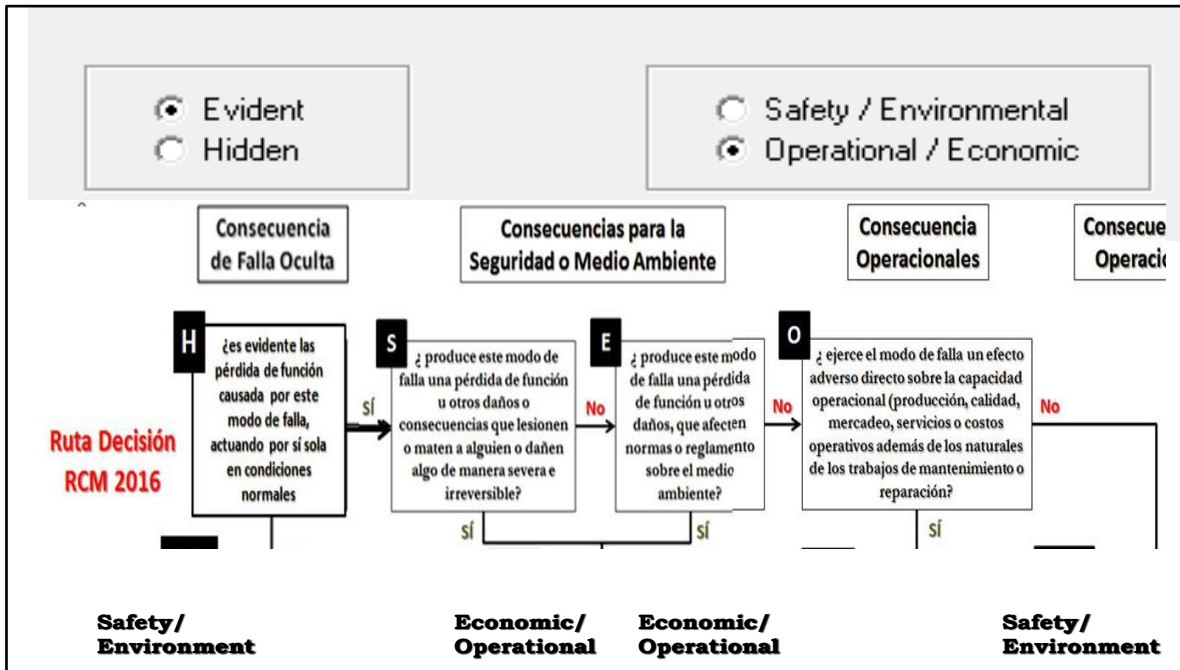 Evident
Hidden
Safety / Environmental
Operational / Economic
Consecuencia
de Falla Oculta
Consecuencias para la
Seguridad o Medio Ambiente
Consecuencia
Operacionales
H
¿es evidente las
pérdida de función
causada por este
modo de falla,
actuando por sí sola
en condiciones
normales
SÍ
S
¿ produce este modo de
falla una pérdida de función
u otros daños o
consecuencias que lesionen
o maten a alguien o dañen
algo de manera severa e
irreversible?
No
SÍ
E
¿ produce este modo
de falla una pérdida
de función u otros
daños, que afecten
normas o reglamento
sobre el medio
ambiente?
No
SÍ
O
¿ ejerce el modo de falla un efecto
adverso directo sobre la capacidad
operacional (producción, calidad,
mercadeo, servicios o costos
operativos además de los naturales
de los trabajos de mantenimiento o
reparación?
No
SÍ
Ruta Decisión
RCM 2016
Safety/
Environment
Economic/
Operational
Economic/
Operational
Safety/
Environment